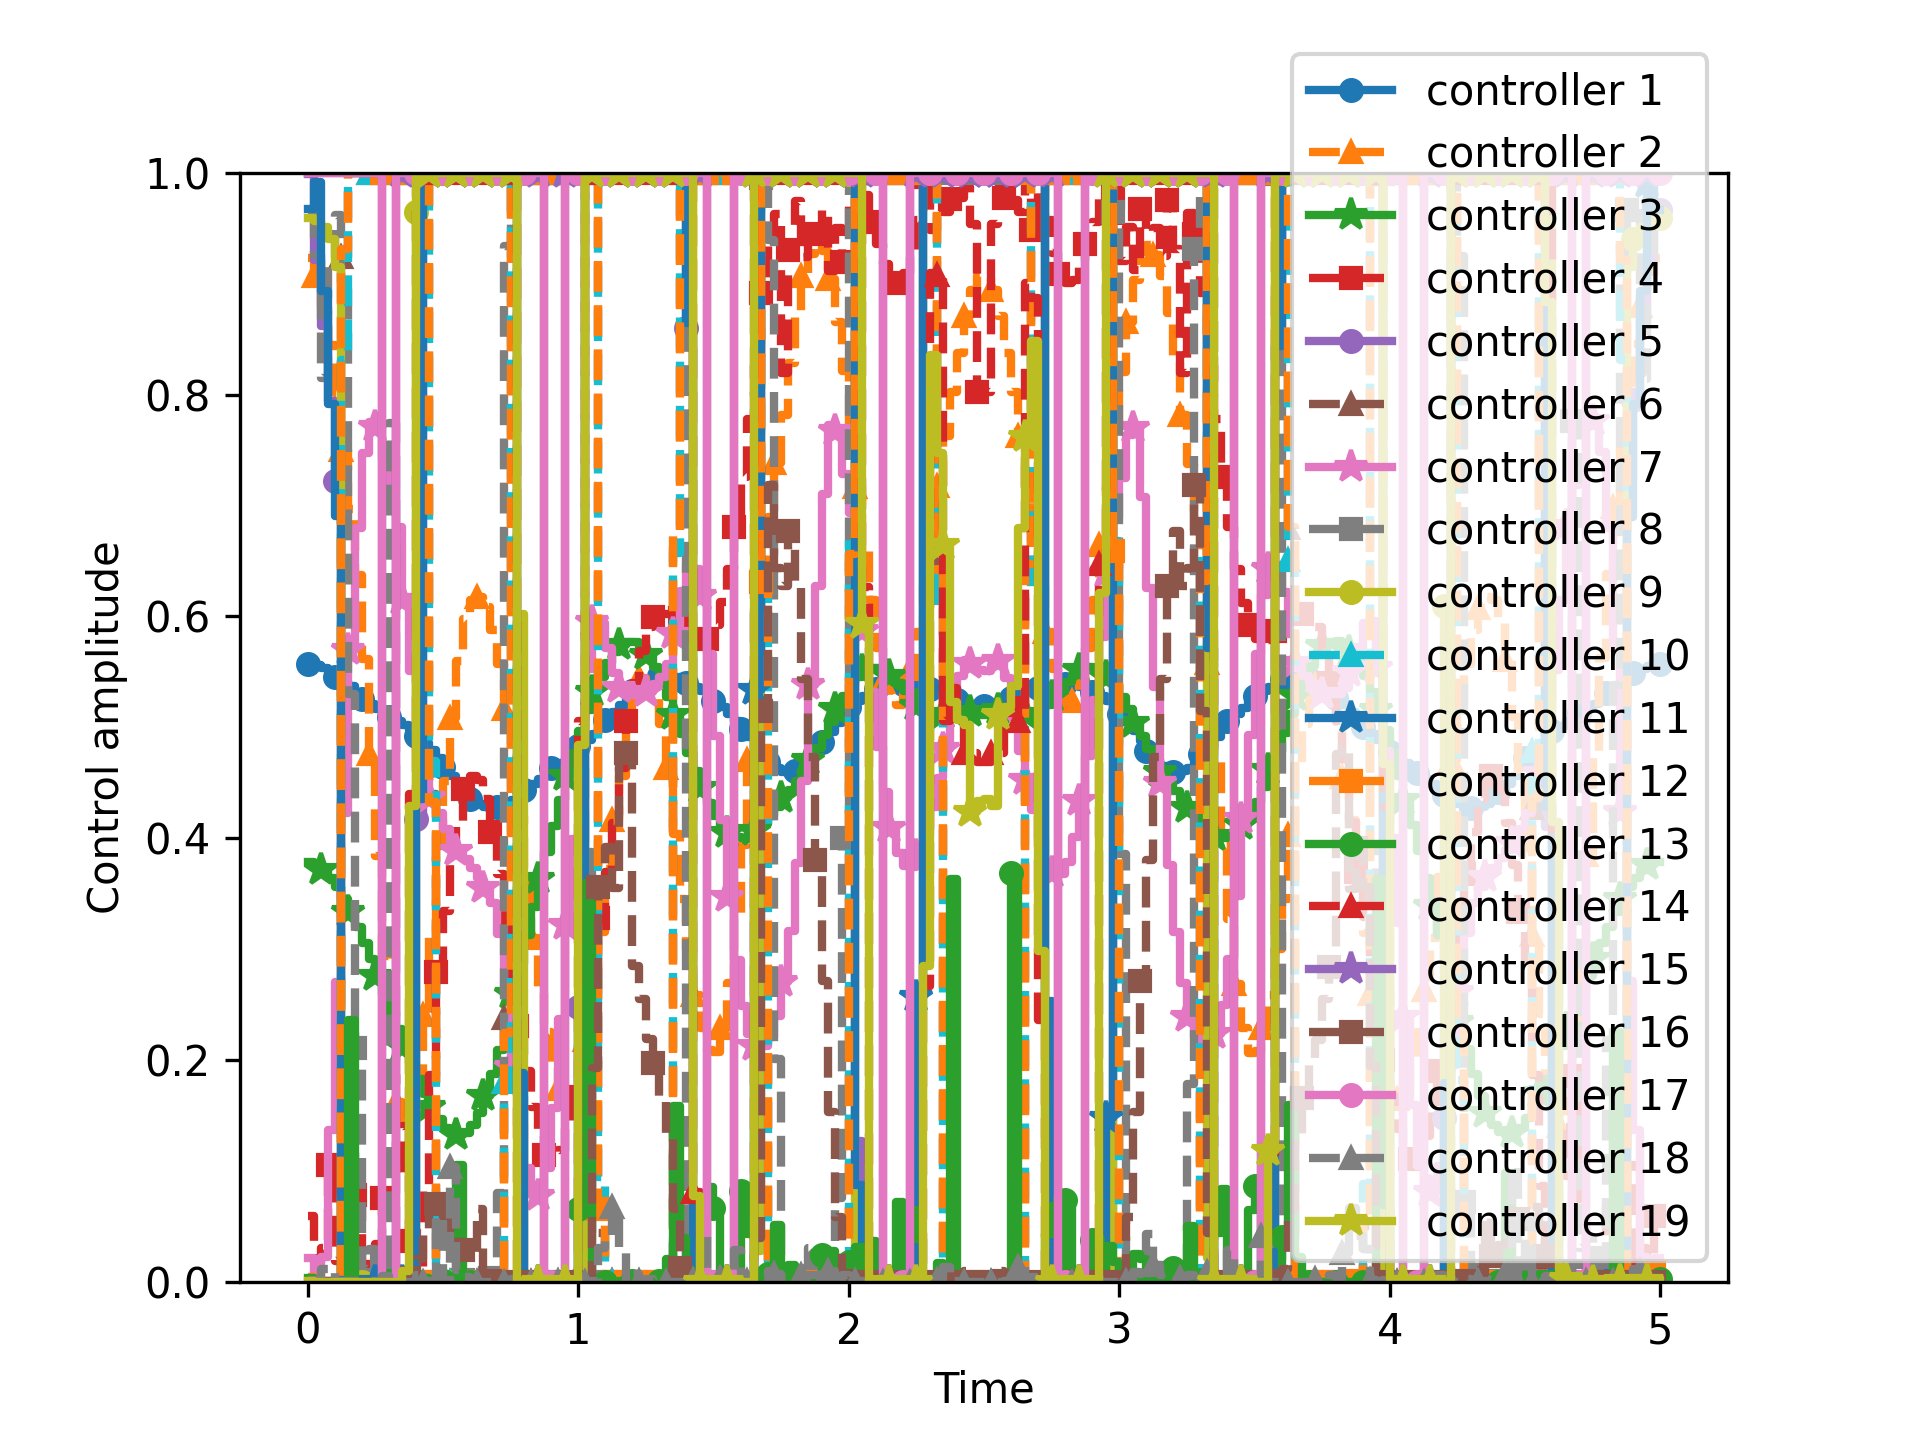 controller 1
controller 2
controller 3
controller 4
controller 5
controller 6
controller 7
controller 8
controller 9
controller 10
controller 11
controller 12
controller 13
controller 14
controller 15
controller 16
controller 17
controller 18
controller 19
1.0
0.8
0.6
0.4
0.2
0.0
Control amplitude
0 1 2 3 4 5
Time